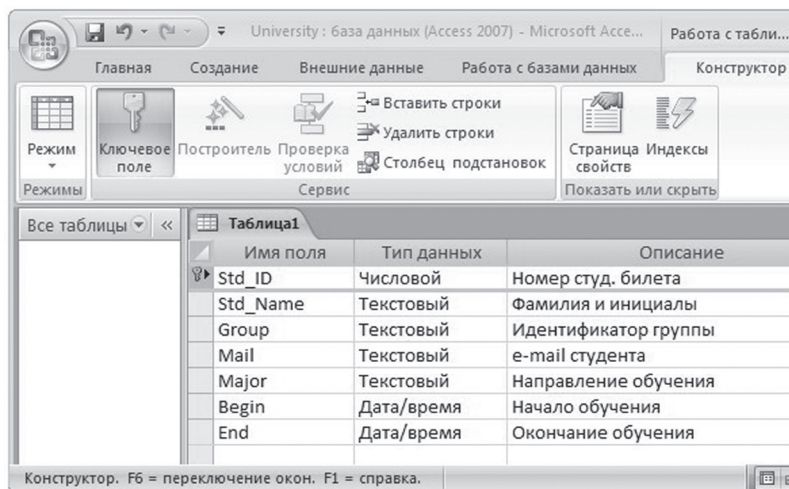 University : база данных (Access 2007) - Microsoft Acce... Работа с табли...
Главная Создание Внешние данные Работа с базами данных Конструктор
Режим
Ключевое поле
Построитель
Проверка условий
Вставить строки
Удалить строки
Столбец подстановок
Страница свойств
Индексы
Режимы Сервис Показать или скрыть
Все таблицы « Таблица1
Имя поля Тип данных Описание
Std_ID Числовой Номер студ. билета
Std_Name Текстовый Фамилия и инициалы
Group Текстовый Идентификатор группы
Mail Текстовый e-mail студента
Major Текстовый Направление обучения
Begin Дата/время Начало обучения
End Дата/время Окончание обучения
Конструктор. F6 = переключение окон. F1 = справка.